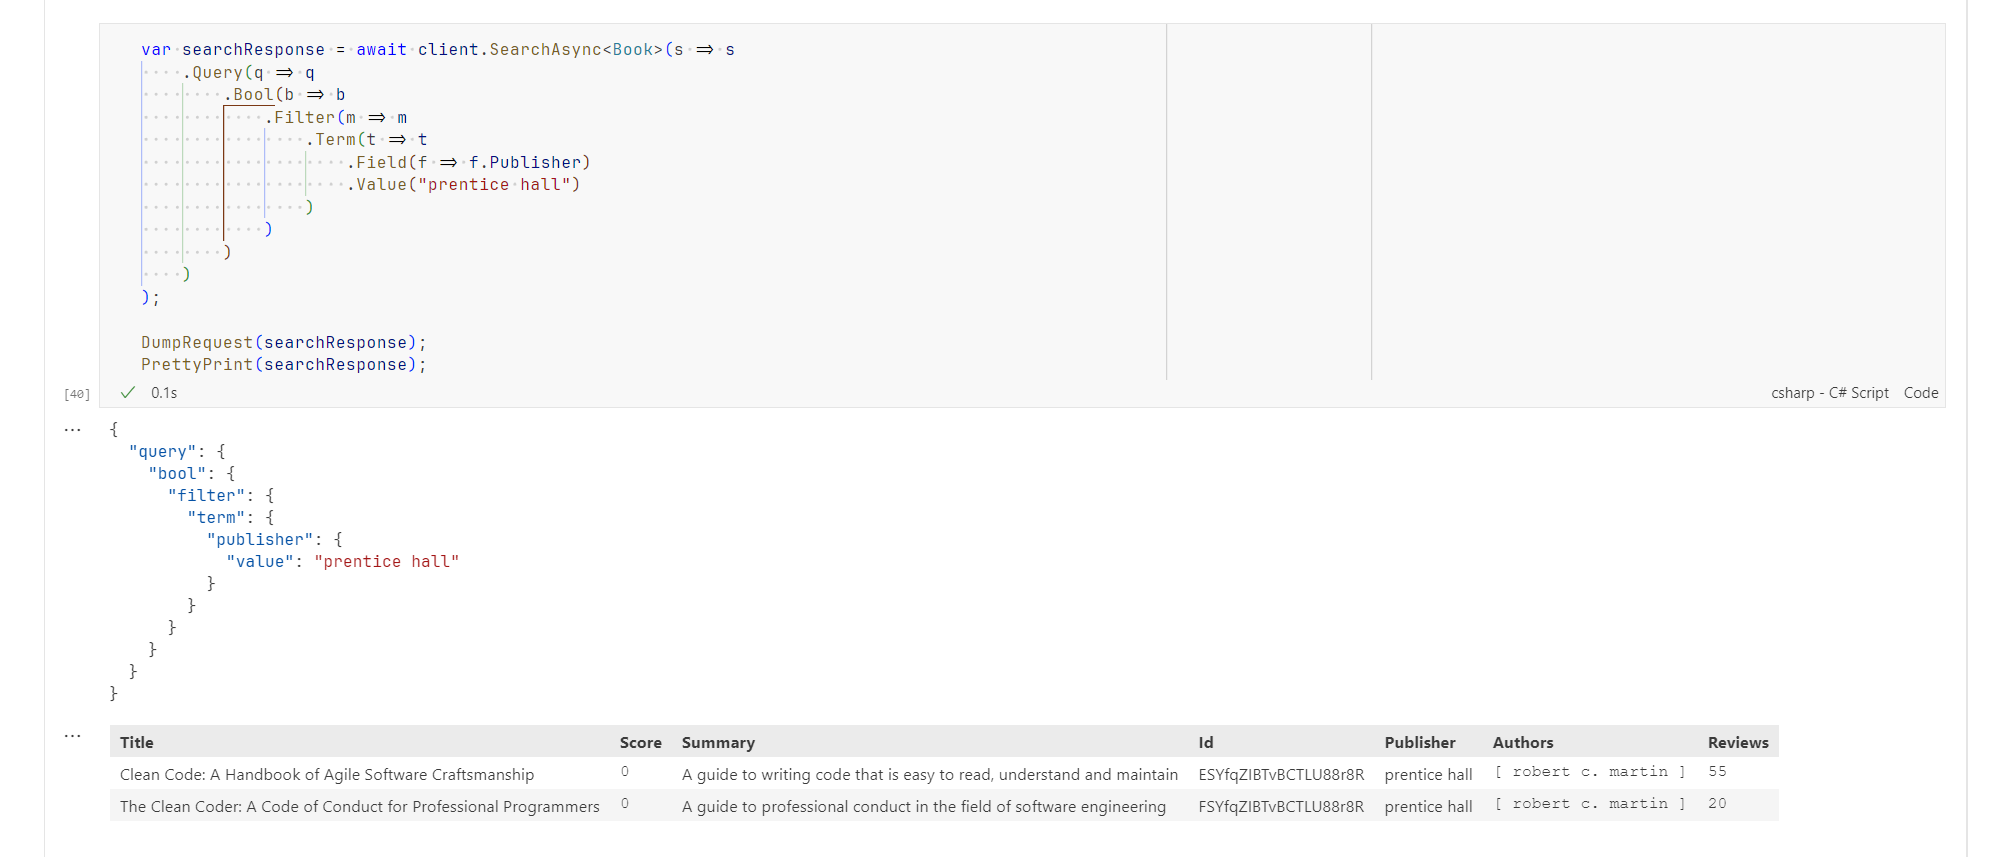 var searchResponse = await client.SearchAsync<Book>(s => s
    .Query(q => q
        .Bool(b => b
            .Filter(m => m
                .Term(t => t
                    .Field(f => f.Publisher)
                    .Value("prentice hall")
                )
            )
        )
    )
);

DumpRequest(searchResponse);
PrettyPrint(searchResponse);
[40] ✓ 0.1s csharp - C# Script Code
... {
  "query": {
    "bool": {
      "filter": {
        "term": {
          "publisher": {
            "value": "prentice hall"
          }
        }
      }
    }
  }
}
...
Title Score Summary Id Publisher Authors Reviews
Clean Code: A Handbook of Agile Software Craftsmanship 0 A guide to writing code that is easy to read, understand and maintain ESYfqZIBTvBCTLU88r8R prentice hall [ robert c. martin ] 55
The Clean Coder: A Code of Conduct for Professional Programmers 0 A guide to professional conduct in the field of software engineering FSYfqZIBTvBCTLU88r8R prentice hall [ robert c. martin ] 20